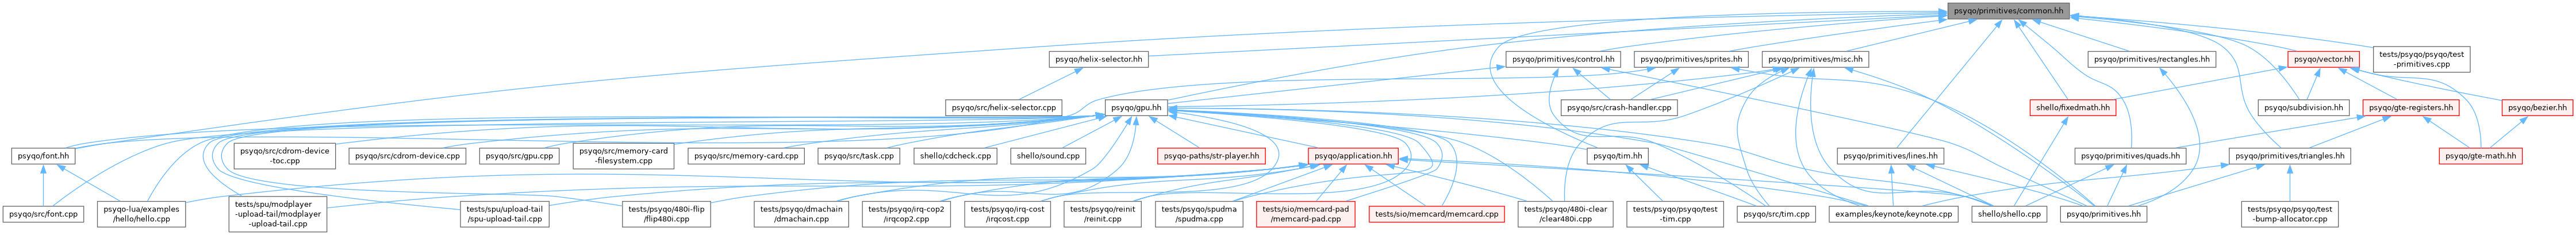 psyqo/primitives/common.hh
psyqo/helix-selector.hh
psyqo/primitives/control.hh
psyqo/primitives/sprites.hh
psyqo/primitives/misc.hh
psyqo/primitives/rectangles.hh
psyqo/vector.hh
tests/psyqo/psyqo/test
-primitives.cpp
psyqo/src/helix-selector.cpp
psyqo/gpu.hh
psyqo/src/crash-handler.cpp
shello/fixedmath.hh
psyqo/subdivision.hh
psyqo/gte-registers.hh
psyqo/bezier.hh
psyqo/font.hh
psyqo/src/cdrom-device
-toc.cpp
psyqo/src/cdrom-device.cpp
psyqo/src/gpu.cpp
psyqo/src/memory-card
-filesystem.cpp
psyqo/src/memory-card.cpp
psyqo/src/task.cpp
shello/cdcheck.cpp
shello/sound.cpp
psyqo-paths/str-player.hh
psyqo/application.hh
psyqo/tim.hh
psyqo/primitives/lines.hh
psyqo/primitives/quads.hh
psyqo/primitives/triangles.hh
psyqo/gte-math.hh
psyqo/src/font.cpp
psyqo-lua/examples
/hello/hello.cpp
tests/spu/modplayer
-upload-tail/modplayer
-upload-tail.cpp
tests/spu/upload-tail
/spu-upload-tail.cpp
tests/psyqo/480i-flip
/flip480i.cpp
tests/psyqo/dmachain
/dmachain.cpp
tests/psyqo/irq-cop2
/irqcop2.cpp
tests/psyqo/irq-cost
/irqcost.cpp
tests/psyqo/reinit
/reinit.cpp
tests/psyqo/spudma
/spudma.cpp
tests/sio/memcard-pad
/memcard-pad.cpp
tests/sio/memcard/memcard.cpp
tests/psyqo/480i-clear
/clear480i.cpp
tests/psyqo/psyqo/test
-tim.cpp
psyqo/src/tim.cpp
examples/keynote/keynote.cpp
shello/shello.cpp
psyqo/primitives.hh
tests/psyqo/psyqo/test
-bump-allocator.cpp